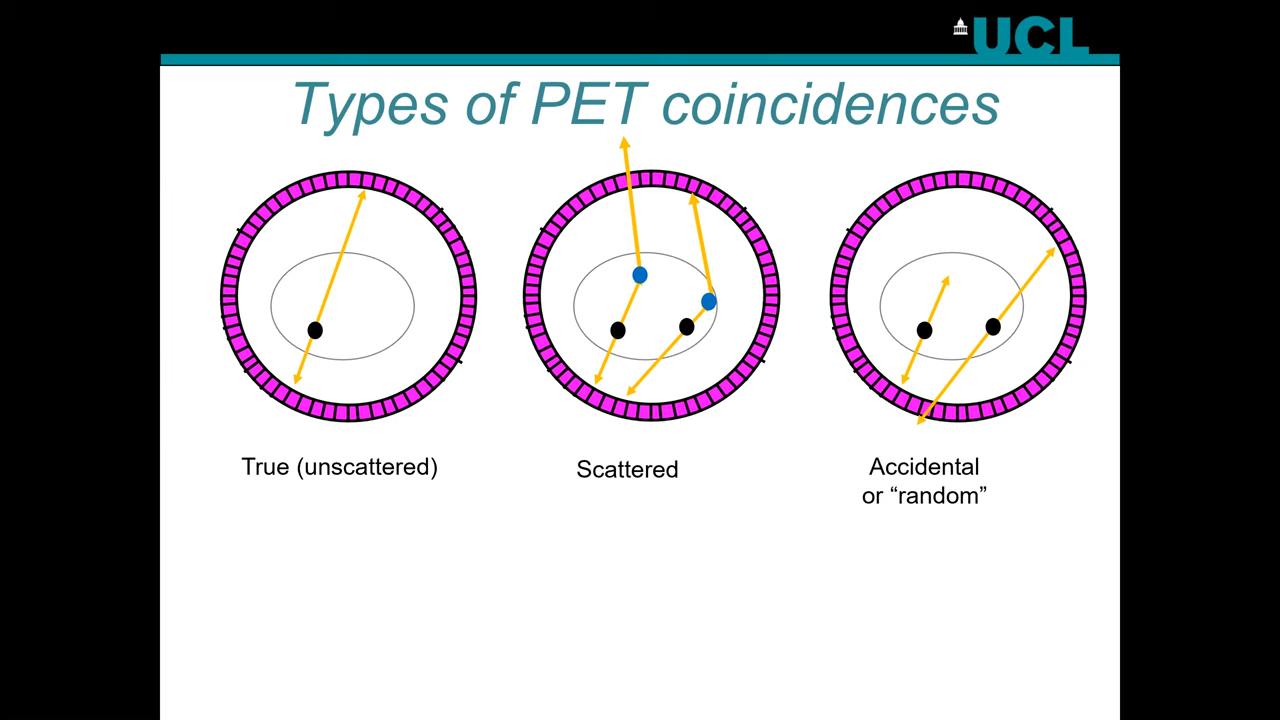 UCL
Types of PET coincidences
True (unscattered)
Scattered
Accidental
or “random”